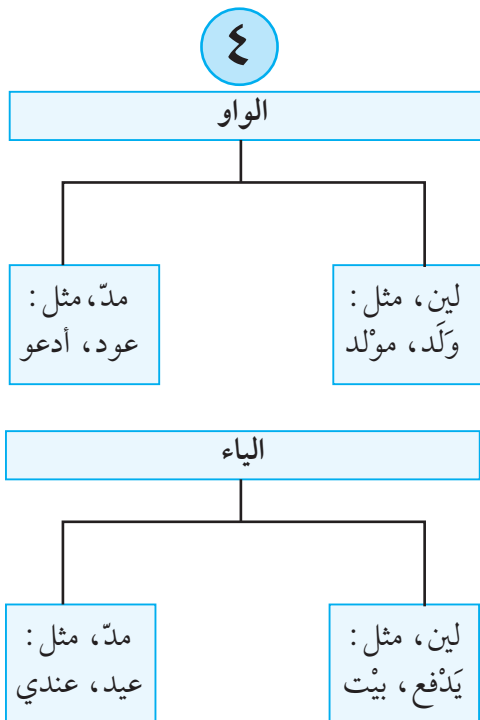 ٤
الواو
لين، مثل:
وَلَد، موْلد
مدّ، مثل:
عود، أدعو
الياء
لين، مثل:
يَدْفع، بيْت
مدّ، مثل:
عيد، عندي